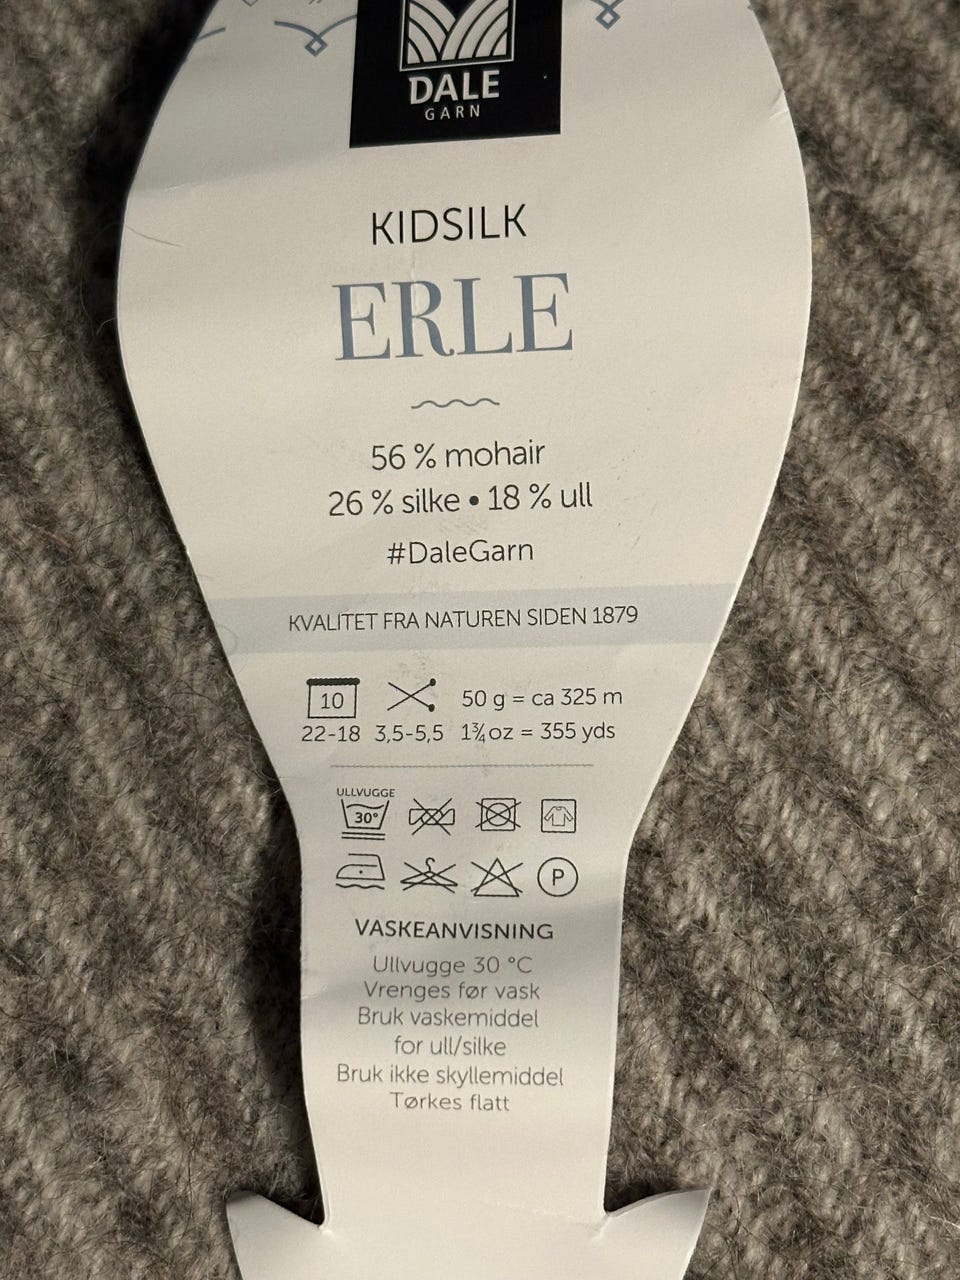 DALE
GARN
KIDSILK
ERLE
56 % mohair
26 % silke • 18 % ull
#DaleGarn
KVALITET FRA NATUREN SIDEN 1879
10 50 g = ca 325 m
22-18 3,5-5,5 1¾ oz = 355 yds
ULLVUGGE
30°
P
VASKEANVISNING
Ullvugge 30 °C
Vrenges før vask
Bruk vaskemiddel
for ull/silke
Bruk ikke skyllemiddel
Tørkes flatt